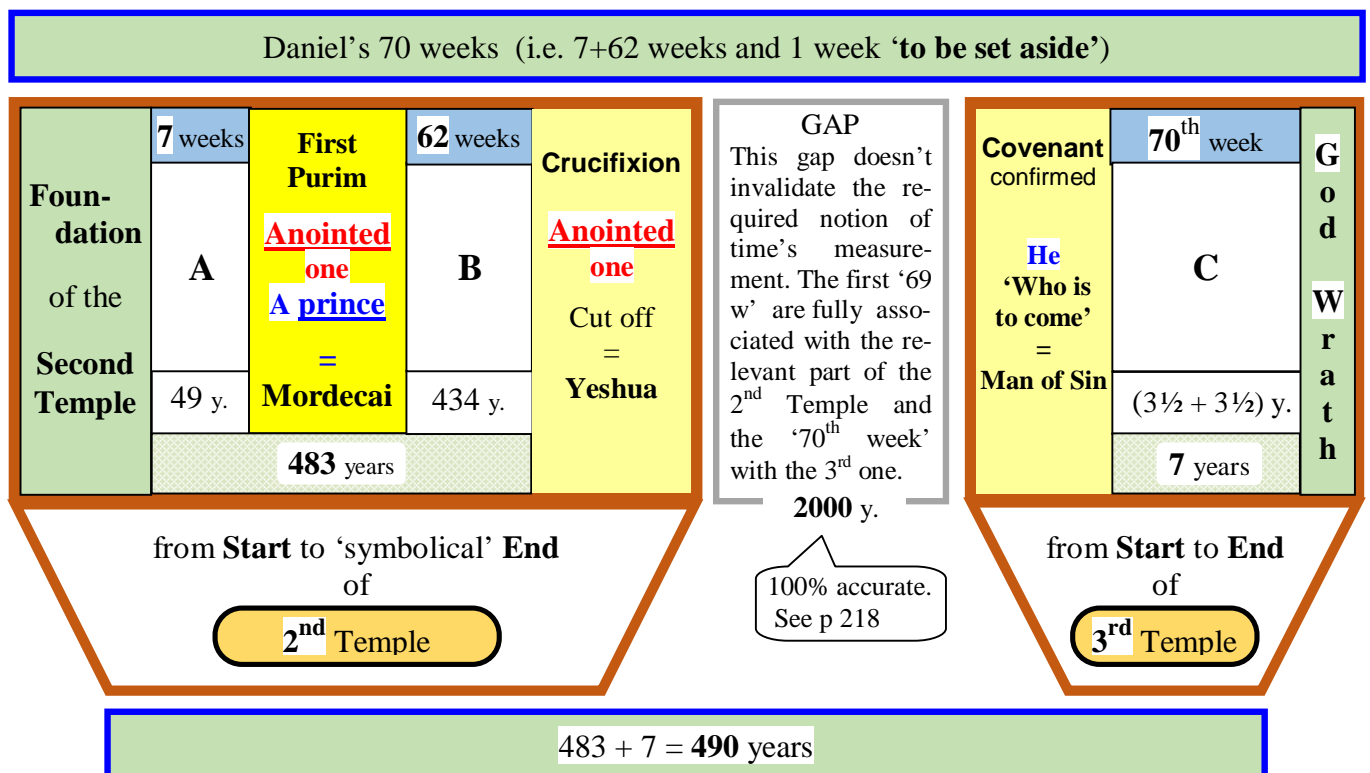 Daniel's 70 weeks (i.e. 7+62 weeks and 1 week ‘to be set aside’)
Foun-
dation
of the
Second
Temple
7 weeks
A
49 y.
First
Purim
Anointed
one
A prince
=
Mordecai
62 weeks
B
434 y.
483 years
Crucifixion
Anointed
one
Cut off
=
Yeshua
GAP
This gap doesn't
invalidate the re-
quired notion of
time's measure-
ment. The first ‘69
w’ are fully asso-
ciated with the re-
levant part of the
2nd Temple and
the ‘70th week’
with the 3rd one.
2000 y.
100% accurate.
See p 218
Covenant
confirmed
He
‘Who is
to come’
=
Man of Sin
70th week
C
(3½ + 3½) y.
7 years
G
o
d
W
r
a
t
h
from Start to ‘symbolical’ End
of
2nd Temple
from Start to End
of
3rd Temple
483 + 7 = 490 years